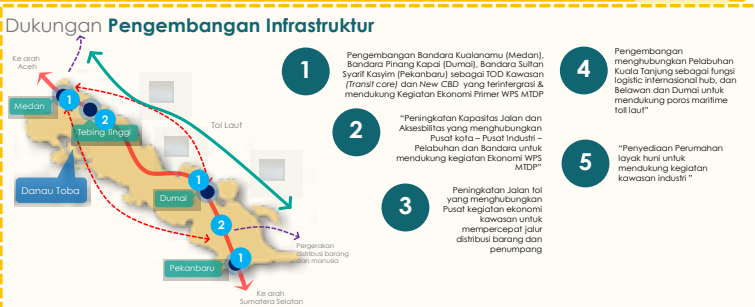 Dukungan Pengembangan Infrastruktur
Ke arah
Aceh
Medan
1
2
Tebing Tinggi
Tol Laut
Danau Toba
1
Dumai
2
Pergerakan
distribusi barang
dan manusia
1
Pekanbaru
Ke arah
Sumatera Selatan
1
Pengembangan Bandara Kualanamu (Medan),
Bandara Pinang Kapai (Dumai), Bandara Sultan
Syarif Kasyim (Pekanbaru) sebagai TOD Kawasan
(Transit core) dan New CBD yang terintergrasi &
mendukung Kegiatan Ekonomi Primer WPS MTDP
2
"Peningkatan Kapasitas Jalan dan
Aksesbilitas yang menghubungkan
Pusat kota – Pusat Industri –
Pelabuhan dan Bandara untuk
mendukung kegiatan Ekonomi WPS
MTDP"
3
Peningkatan Jalan tol
yang menghubungkan
Pusat kegiatan ekonomi
kawasan untuk
mempercepat jalur
distribusi barang dan
penumpang
4
Pengembangan
menghubungkan Pelabuhan
Kuala Tanjung sebagai fungsi
logistic internasional hub, dan
Belawan dan Dumai untuk
mendukung poros maritime
toll laut"
5
"Penyediaan Perumahan
layak huni untuk
mendukung kegiatan
kawasan industri "